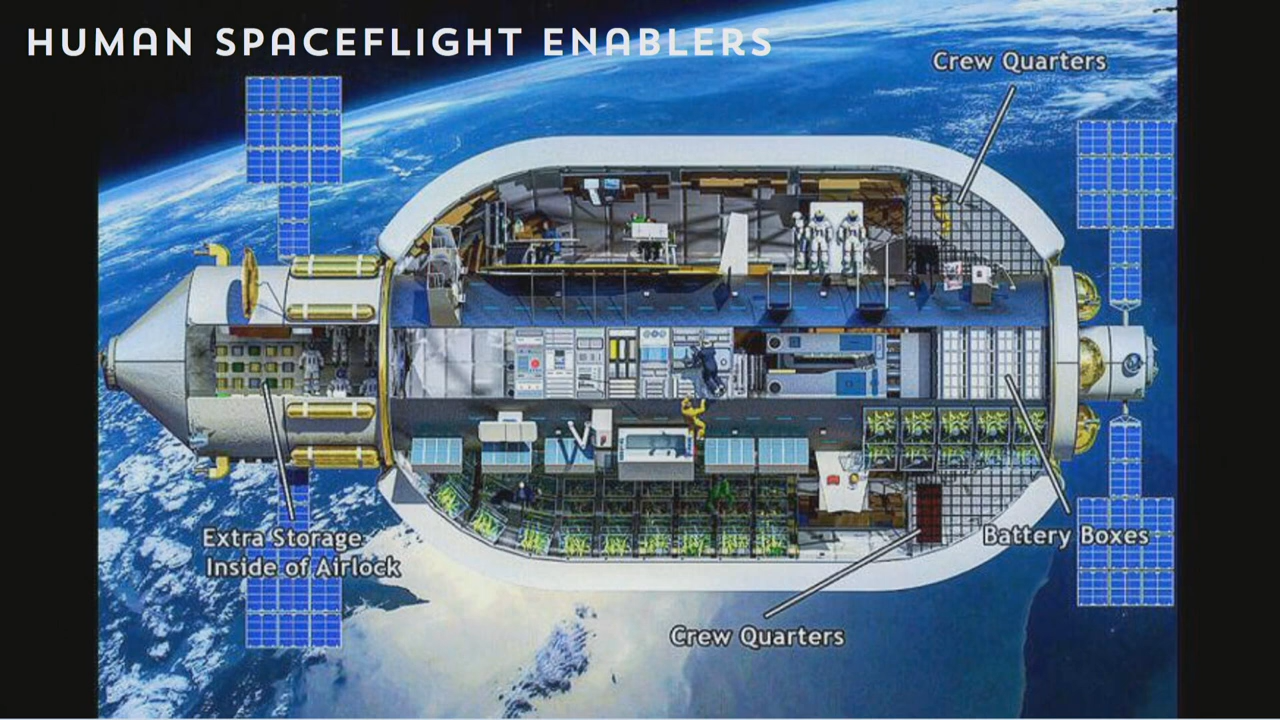 HUMAN SPACEFLIGHT ENABLERS
Crew Quarters
Extra Storage
Inside of Airlock
Battery Boxes
Crew Quarters